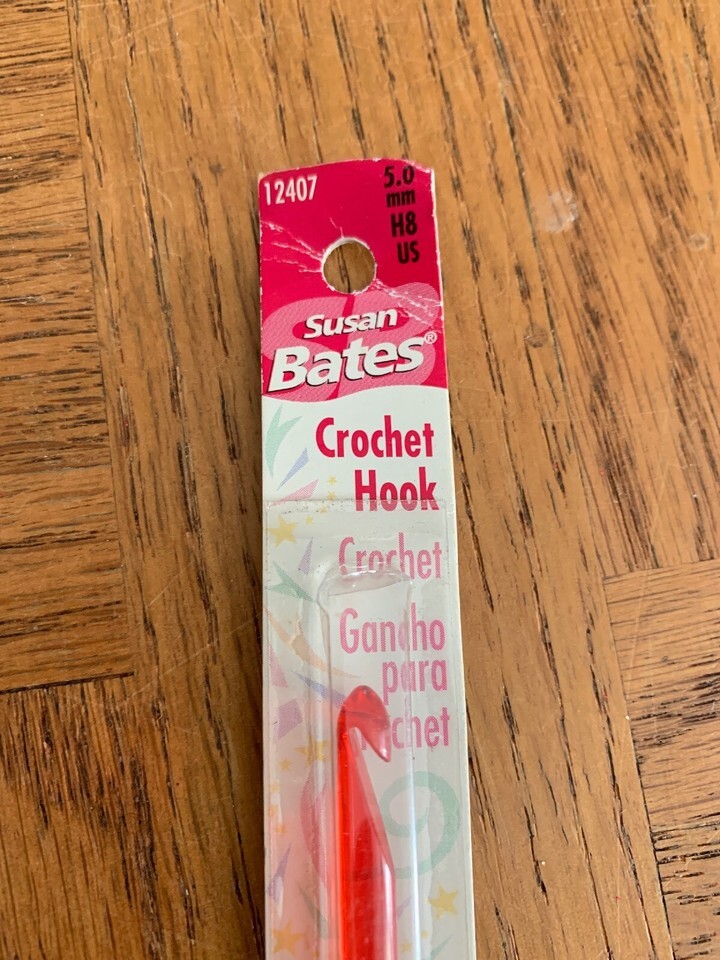 12407
5.0
mm
H8
US
Susan
Bates®
Crochet
Hook
Crochet
Gancho
para